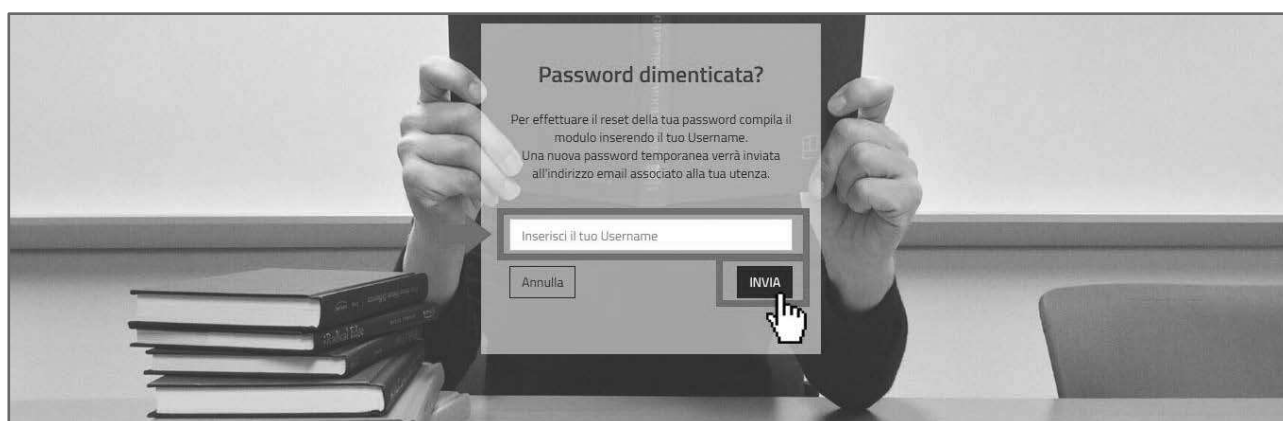 Password dimenticata?
Per effettuare il reset della tua password compila il
modulo inserendo il tuo Username.
Una nuova password temporanea verrà inviata
all'indirizzo email associato alla tua utenza.
Inserisci il tuo Username
Annulla
INVIA